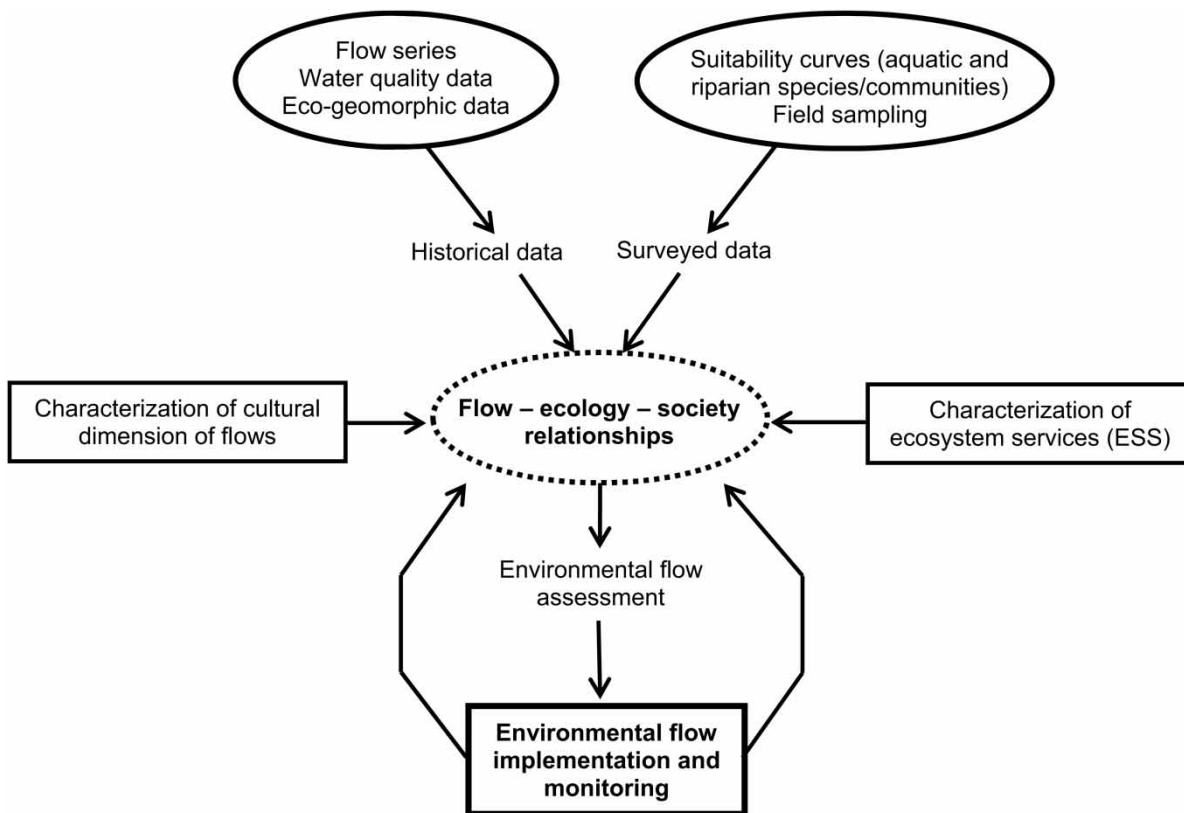 Flow series
Water quality data
Eco-geomorphic data
Suitability curves (aquatic and
riparian species/communities)
Field sampling
Historical data
Surveyed data
Characterization of cultural
dimension of flows
Flow – ecology – society
relationships
Characterization of
ecosystem services (ESS)
Environmental flow
assessment
Environmental flow
implementation and
monitoring